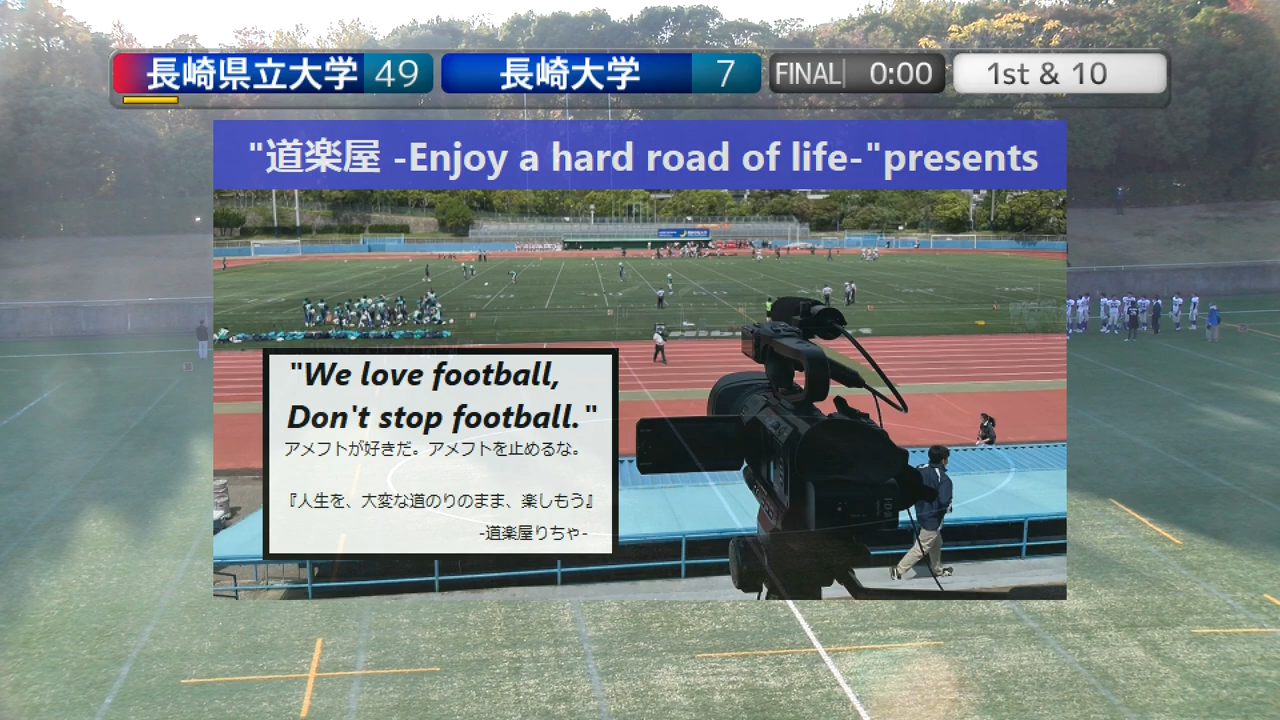 長崎県立大学 49 長崎大学 7 FINAL 0:00 1st & 10
"道楽屋 -Enjoy a hard road of life-"presents
"We love football,
Don't stop football."
アメフトが好きだ。アメフトを止めるな。
『人生を、大変な道のりのまま、楽しもう』
-道楽屋りちゃ-